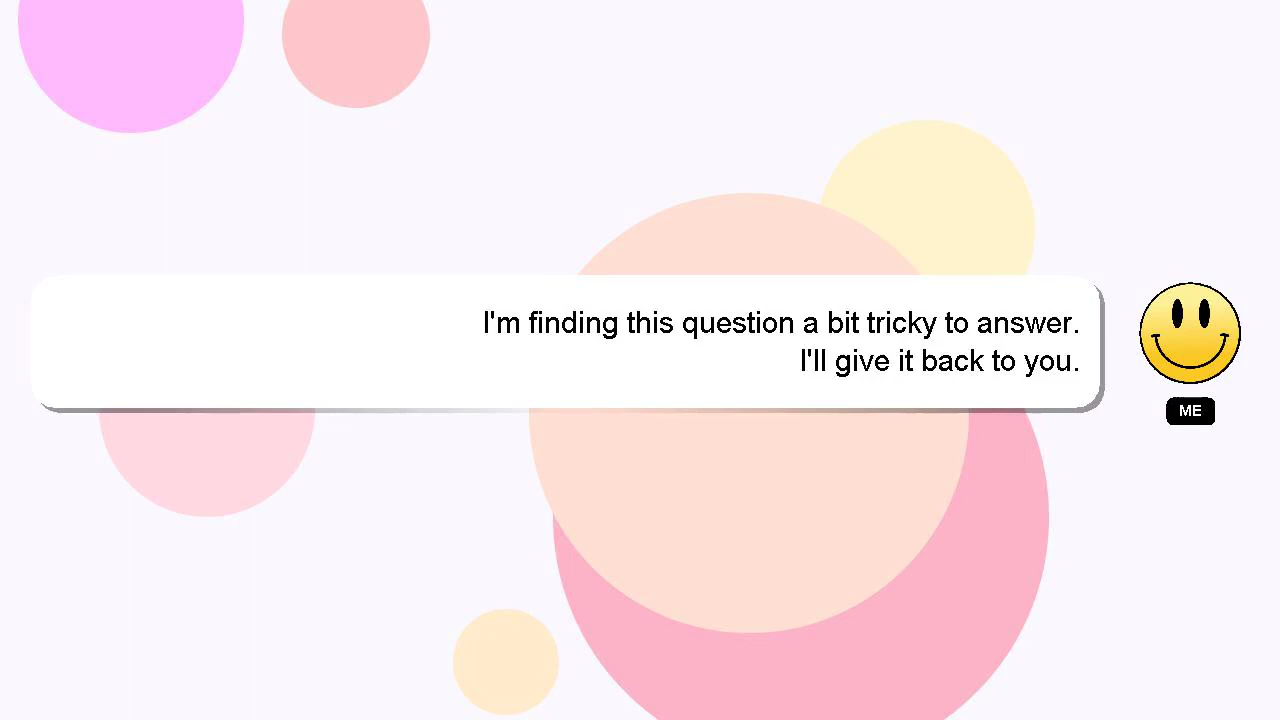 I'm finding this question a bit tricky to answer.
I'll give it back to you.
ME